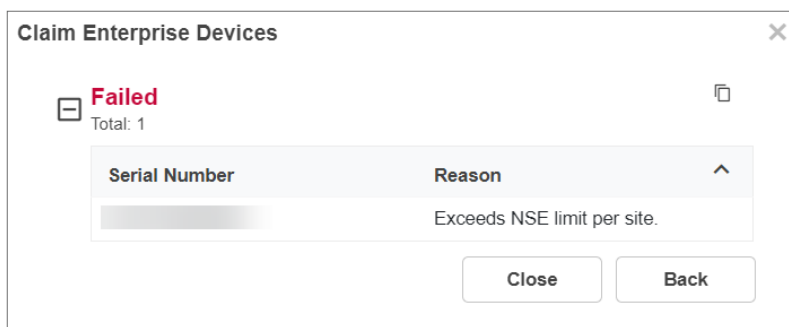 Claim Enterprise Devices
Failed
Total: 1
Serial Number Reason
Exceeds NSE limit per site.
Close Back